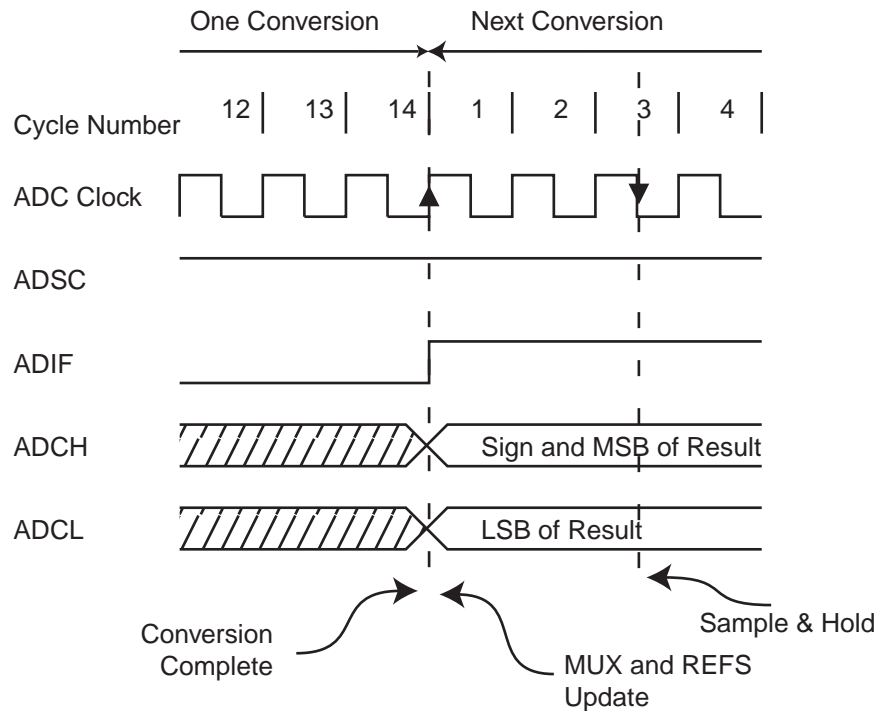 One Conversion Next Conversion
Cycle Number 12 13 14 1 2 3 4
ADC Clock
ADSC
ADIF
ADCH Sign and MSB of Result
ADCL LSB of Result
Conversion
Complete
MUX and REFS
Update
Sample & Hold